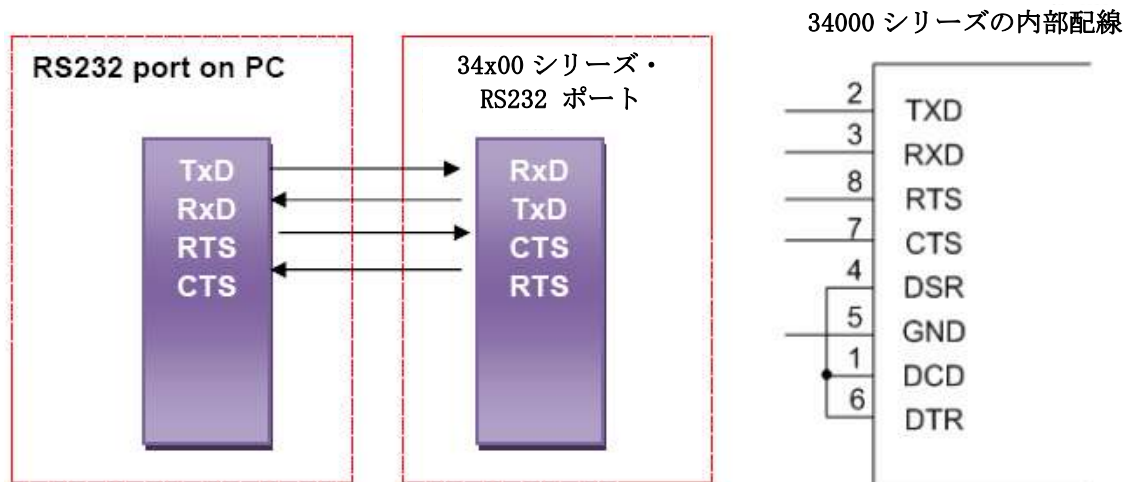 34000 シリーズの内部配線
RS232 port on PC
34x00 シリーズ・
RS232 ポート
TxD
RxD
RTS
CTS
RxD
TxD
CTS
RTS
2 TXD
3 RXD
8 RTS
7 CTS
4 DSR
5 GND
1 DCD
6 DTR